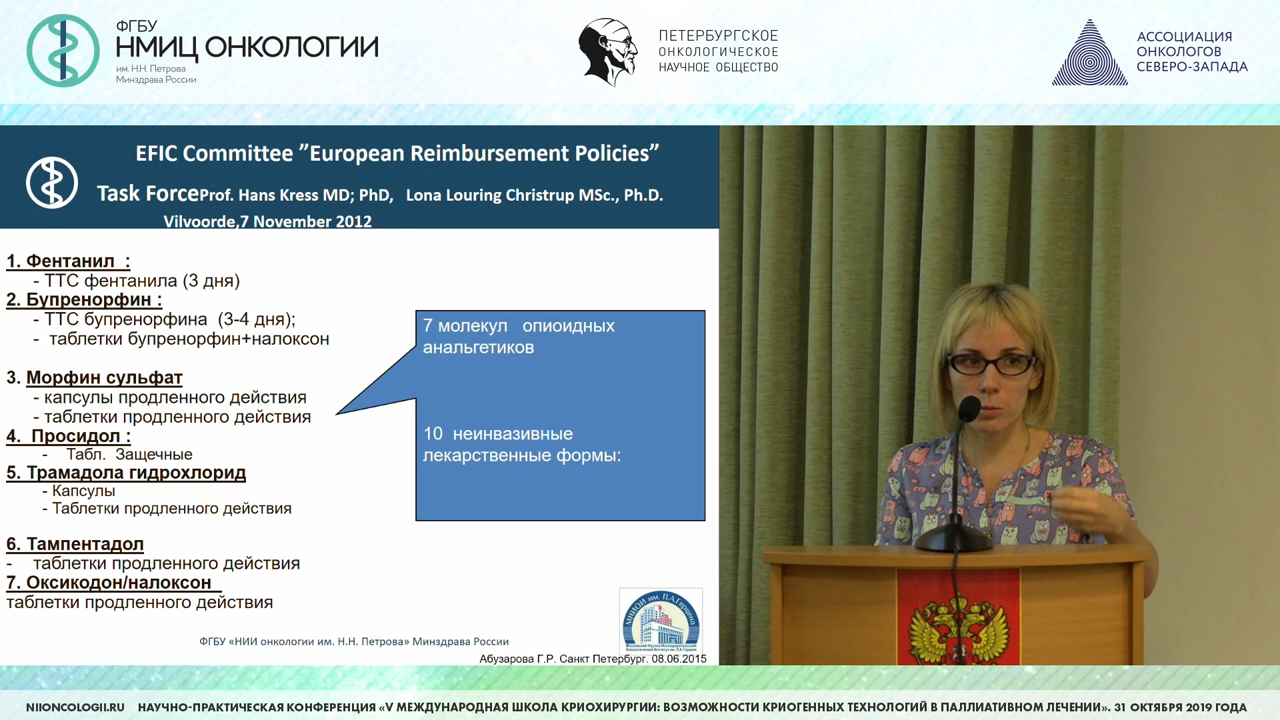 ФГБУ
НМИЦ ОНКОЛОГИИ
им. Н.Н. Петрова
Минздрава России
ПЕТЕРБУРГСКОЕ
ОНКОЛОГИЧЕСКОЕ
НАУЧНОЕ ОБЩЕСТВО
АССОЦИАЦИЯ
ОНКОЛОГОВ
СЕВЕРО-ЗАПАДА
EFIC Committee ”European Reimbursement Policies”
Task ForceProf. Hans Kress MD; PhD, Lona Louring Christrup MSc., Ph.D.
Vilvoorde,7 November 2012
1. Фентанил :
- ТТС фентанила (3 дня)
2. Бупренорфин :
- ТТС бупренорфина (3-4 дня);
- таблетки бупренорфин+налоксон
3. Морфин сульфат
- капсулы продленного действия
- таблетки продленного действия
4. Просидол :
- Табл. Защечные
5. Трамадола гидрохлорид
- Капсулы
- Таблетки продленного действия
6. Тампентадол
- таблетки продленного действия
7. Оксикодон/налоксон
таблетки продленного действия
7 молекул опиоидных
анальгетиков
10 неинвазивные
лекарственные формы:
МНИОИ им. П.А.Герцена
ФГБУ «НИИ онкологии им. Н.Н. Петрова» Минздрава России
Абузарова Г.Р. Санкт Петербург. 08.06.2015
NIIONCOLOGII.RU НАУЧНО-ПРАКТИЧЕСКАЯ КОНФЕРЕНЦИЯ «V МЕЖДУНАРОДНАЯ ШКОЛА КРИОХИРУРГИИ: ВОЗМОЖНОСТИ КРИОГЕННЫХ ТЕХНОЛОГИЙ В ПАЛЛИАТИВНОМ ЛЕЧЕНИИ». 31 ОКТЯБРЯ 2019 ГОДА